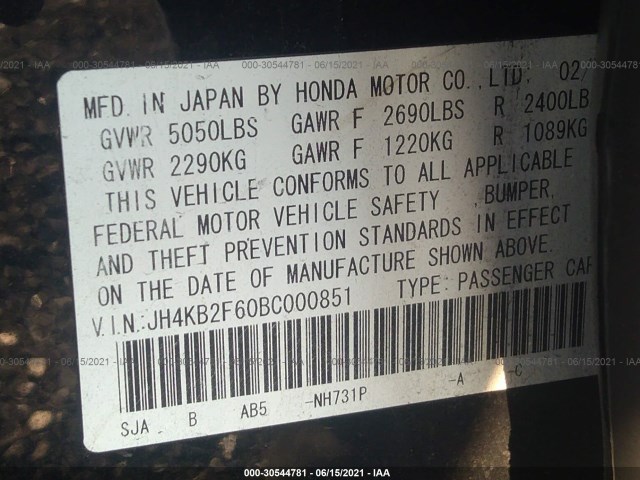 000-30544781 - 06/15/2021 - IAA
MFD. IN JAPAN BY HONDA MOTOR CO., LTD. 02/
GVWR 5050LBS GAWR F 2690LBS R 2400LB
GVWR 2290KG GAWR F 1220KG R 1089KG
THIS VEHICLE CONFORMS TO ALL APPLICABLE
FEDERAL MOTOR VEHICLE SAFETY , BUMPER,
AND THEFT PREVENTION STANDARDS IN EFFECT
ON THE DATE OF MANUFACTURE SHOWN ABOVE.
V.I.N.:JH4KB2F60BC000851 TYPE: PASSENGER CAR
SJA B AB5 -NH731P -A -C
000-30544781 - 06/15/2021 - IAA